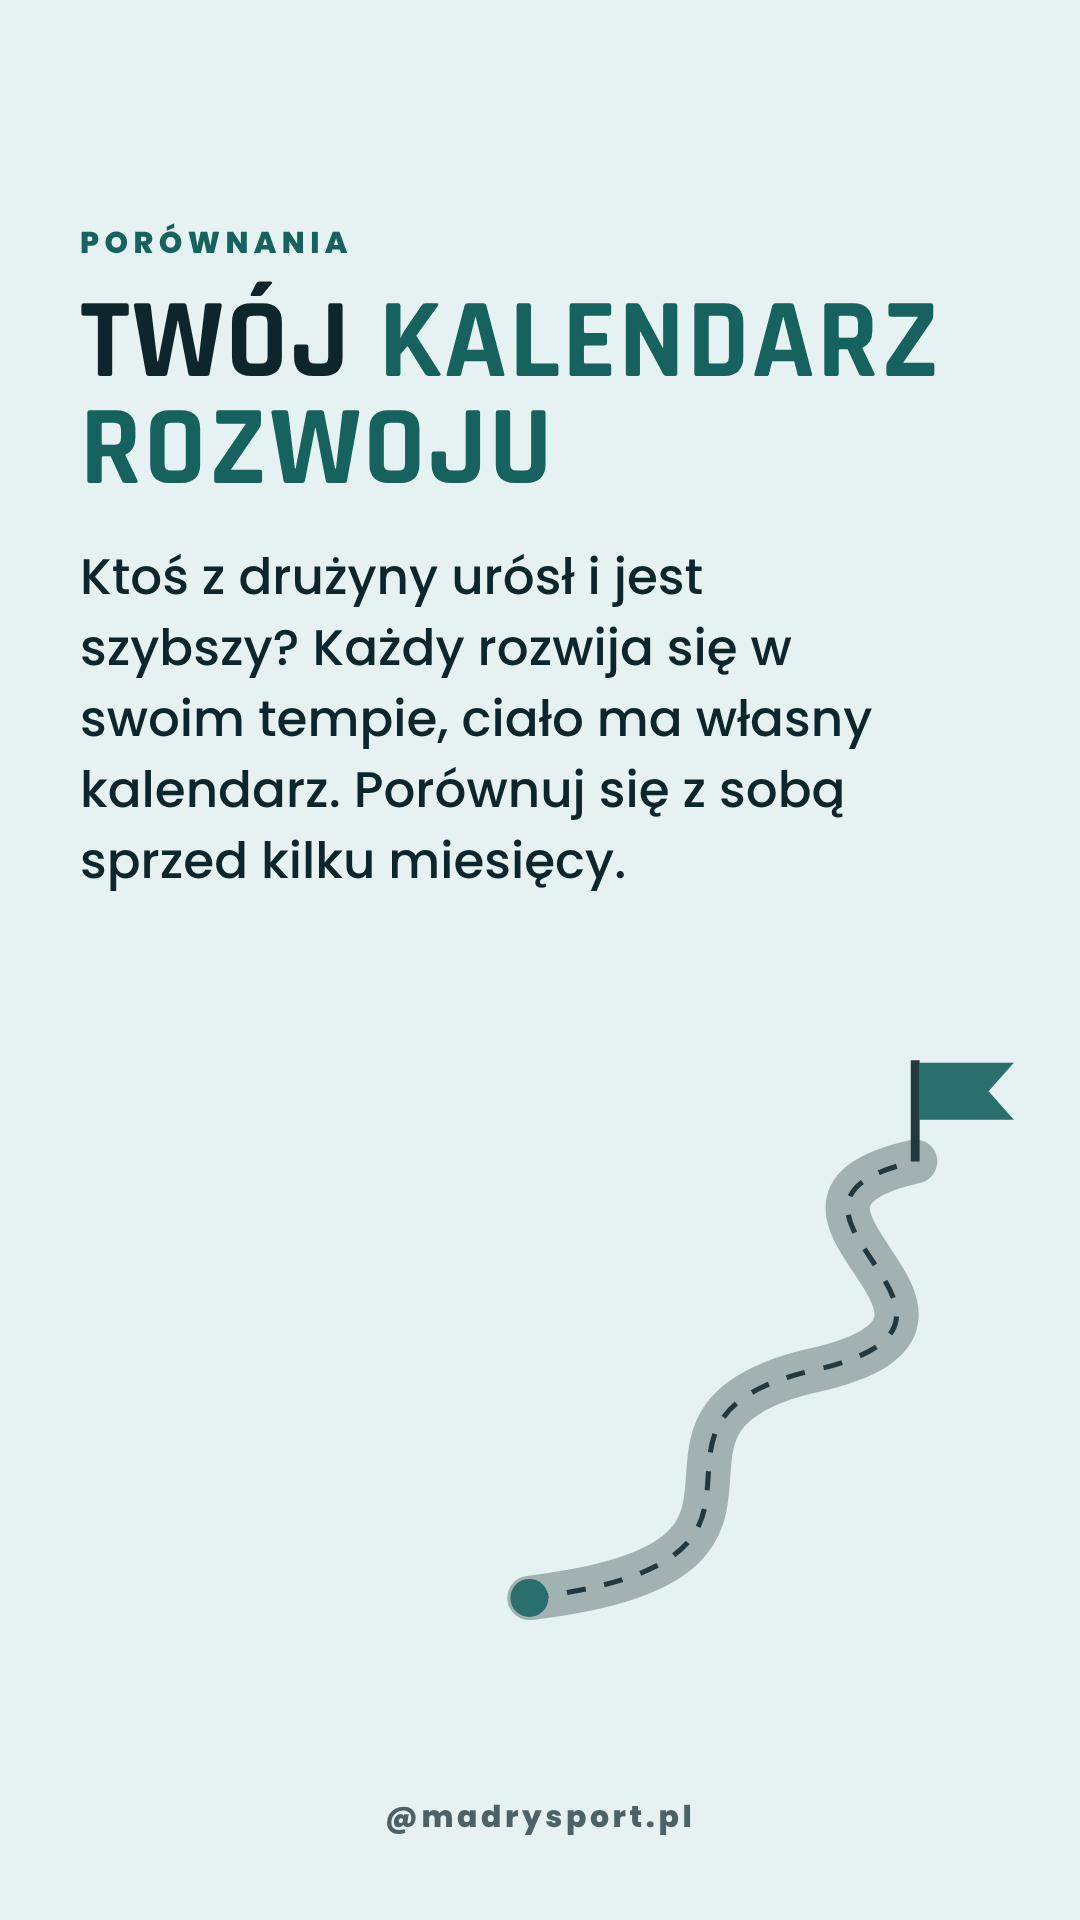 PORÓWNANIA
TWÓJ KALENDARZ
ROZWOJU
Ktoś z drużyny urósł i jest
szybszy? Każdy rozwija się w
swoim tempie, ciało ma własny
kalendarz. Porównuj się z sobą
sprzed kilku miesięcy.
@madrysport.pl